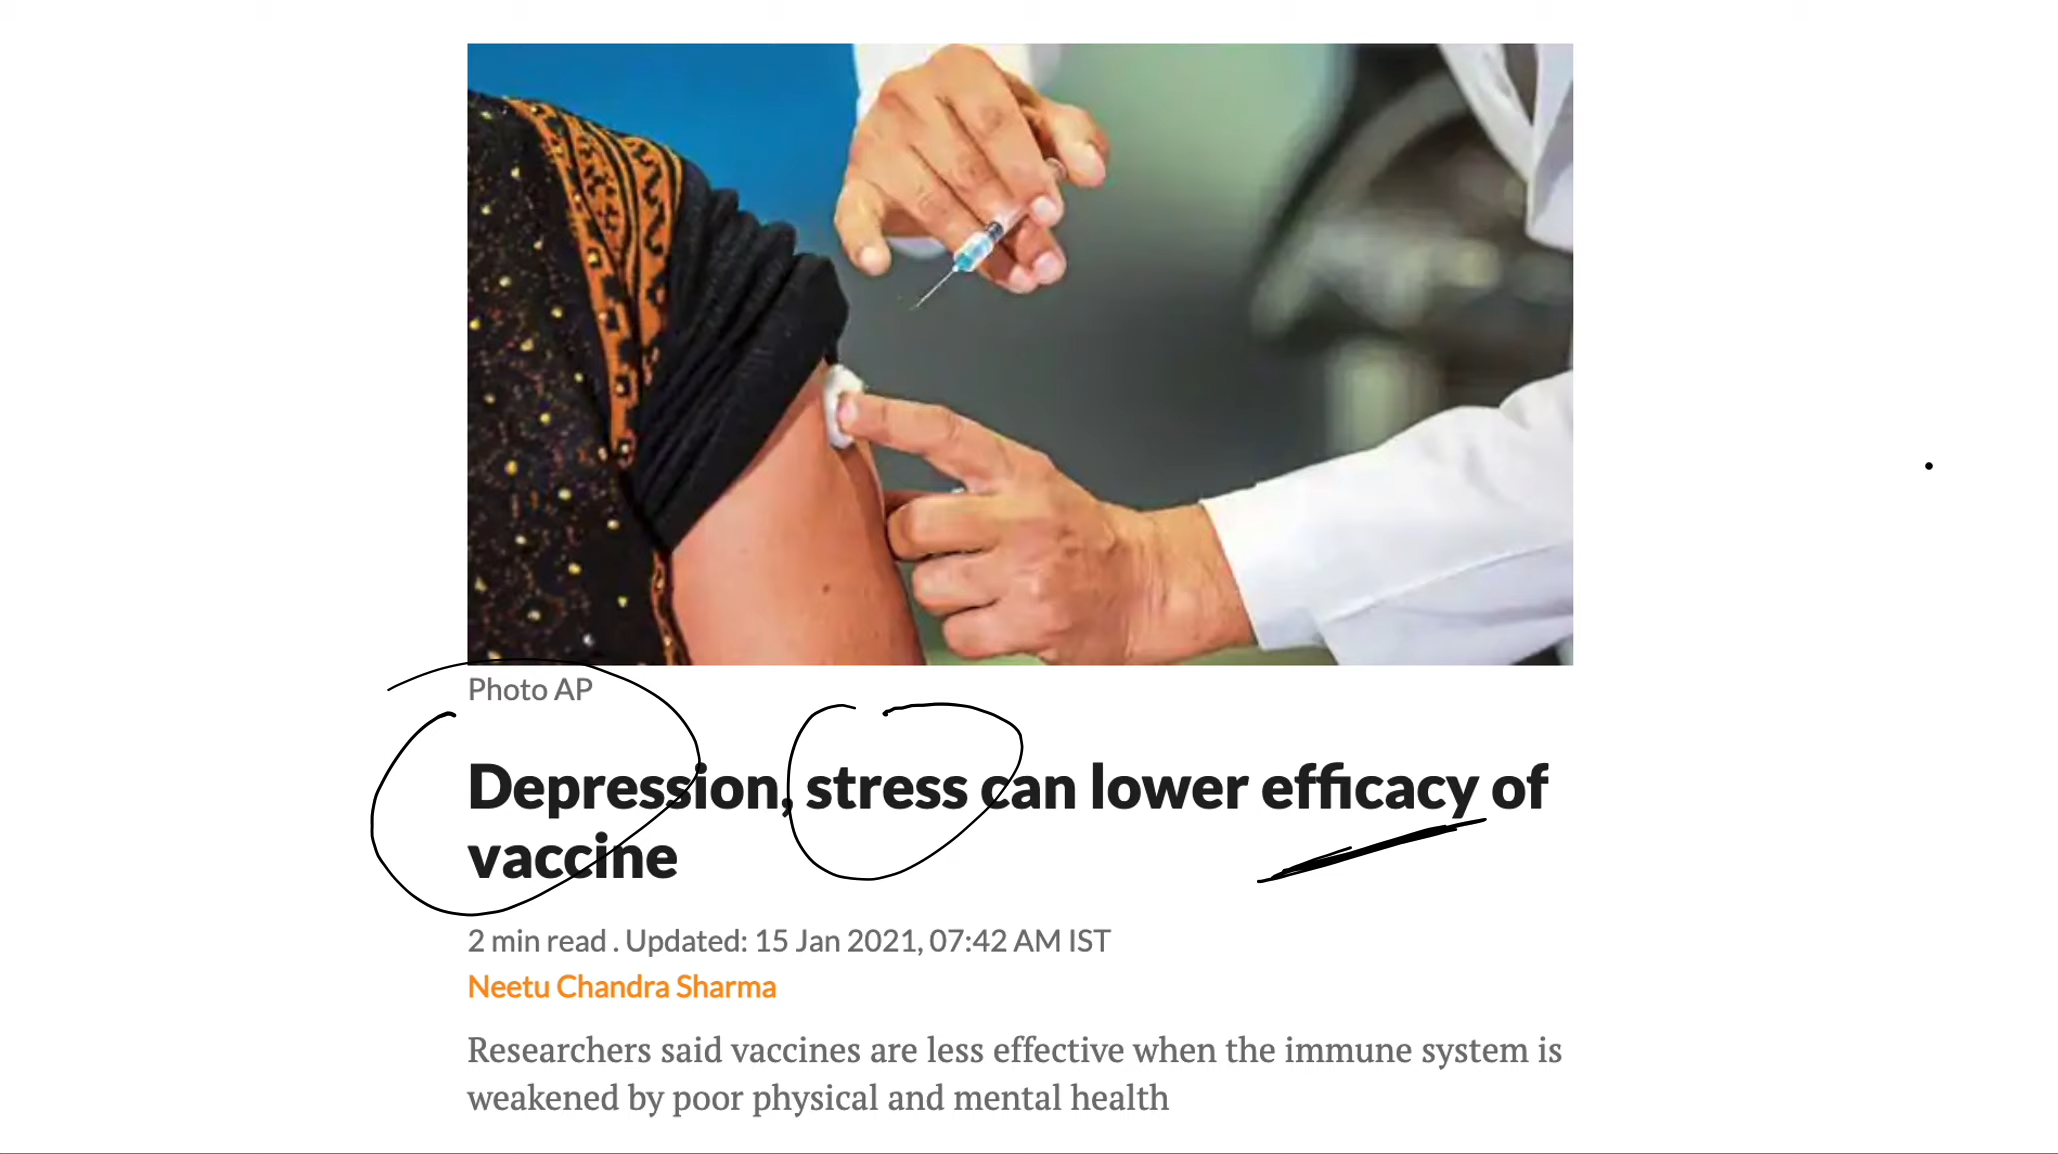 Photo AP
Depression, stress can lower efficacy of
vaccine
2 min read . Updated: 15 Jan 2021, 07:42 AM IST
Neetu Chandra Sharma
Researchers said vaccines are less effective when the immune system is
weakened by poor physical and mental health